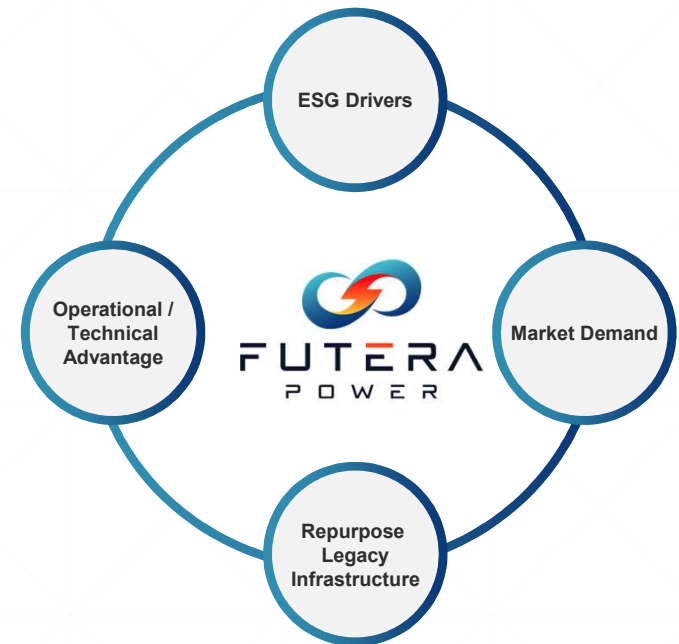 ESG Drivers
Operational /
Technical
Advantage
FUTERA
POWER
Market Demand
Repurpose
Legacy
Infrastructure